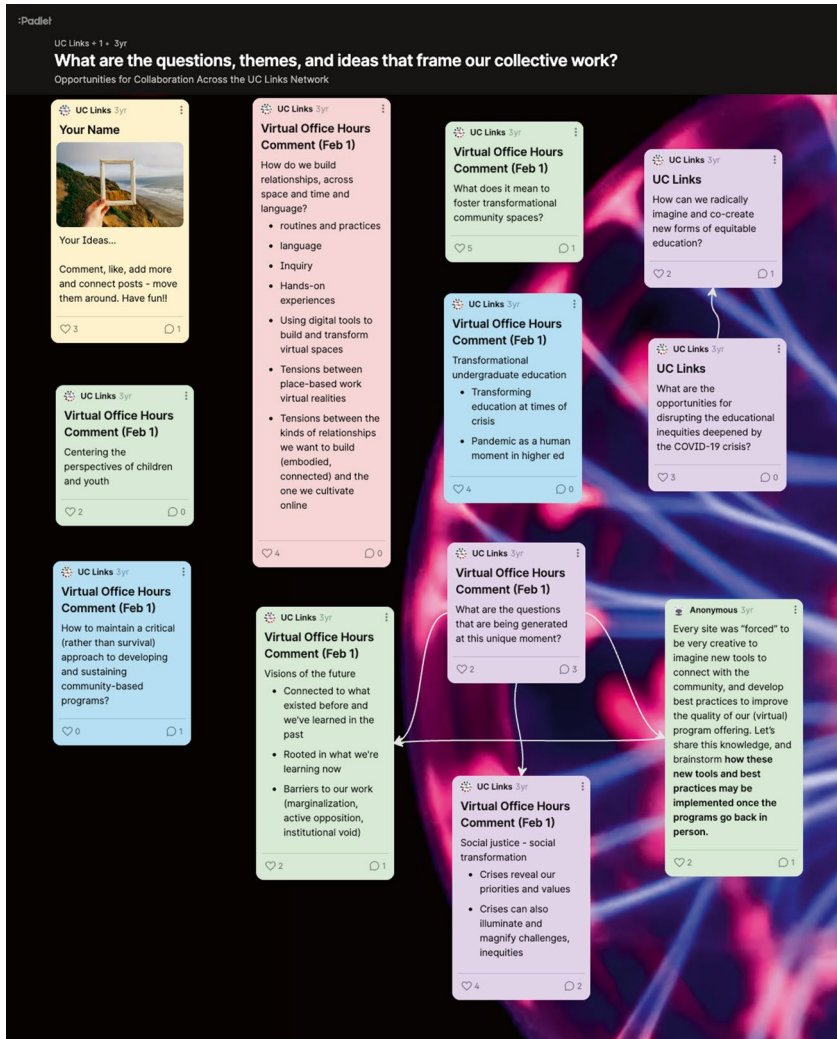 :Padlet
UC Links + 1 • 3yr
What are the questions, themes, and ideas that frame our collective work?
Opportunities for Collaboration Across the UC Links Network
UC Links 3yr
Your Name
Your Ideas...
Comment, like, add more
and connect posts - move
them around. Have fun!!
3 1
UC Links 3yr
Virtual Office Hours
Comment (Feb 1)
Centering the
perspectives of children
and youth
2 0
UC Links 3yr
Virtual Office Hours
Comment (Feb 1)
How to maintain a critical
(rather than survival)
approach to developing
and sustaining
community-based
programs?
0 1
UC Links 3yr
Virtual Office Hours
Comment (Feb 1)
How do we build
relationships, across
space and time and
language?
• routines and practices
• language
• Inquiry
• Hands-on
experiences
• Using digital tools to
build and transform
virtual spaces
• Tensions between
place-based work
virtual realities
• Tensions between the
kinds of relationships
we want to build
(embodied,
connected) and the
one we cultivate
online
4 0
UC Links 3yr
Virtual Office Hours
Comment (Feb 1)
Visions of the future
• Connected to what
existed before and
we've learned in the
past
• Rooted in what we're
learning now
• Barriers to our work
(marginalization,
active opposition,
institutional void)
2 1
UC Links 3yr
Virtual Office Hours
Comment (Feb 1)
What does it mean to
foster transformational
community spaces?
5 1
UC Links 3yr
Virtual Office Hours
Comment (Feb 1)
Transformational
undergraduate education
• Transforming
education at times of
crisis
• Pandemic as a human
moment in higher ed
4 0
UC Links 3yr
Virtual Office Hours
Comment (Feb 1)
What are the questions
that are being generated
at this unique moment?
2 3
UC Links 3yr
Virtual Office Hours
Comment (Feb 1)
Social justice - social
transformation
• Crises reveal our
priorities and values
• Crises can also
illuminate and
magnify challenges,
inequities
4 2
UC Links 3yr
UC Links
How can we radically
imagine and co-create
new forms of equitable
education?
2 1
UC Links 3yr
UC Links
What are the
opportunities for
disrupting the educational
inequities deepened by
the COVID-19 crisis?
3 0
Anonymous 3yr
Every site was "forced" to
be very creative to
imagine new tools to
connect with the
community, and develop
best practices to improve
the quality of our (virtual)
program offering. Let's
share this knowledge, and
brainstorm how these
new tools and best
practices may be
implemented once the
programs go back in
person.
2 1